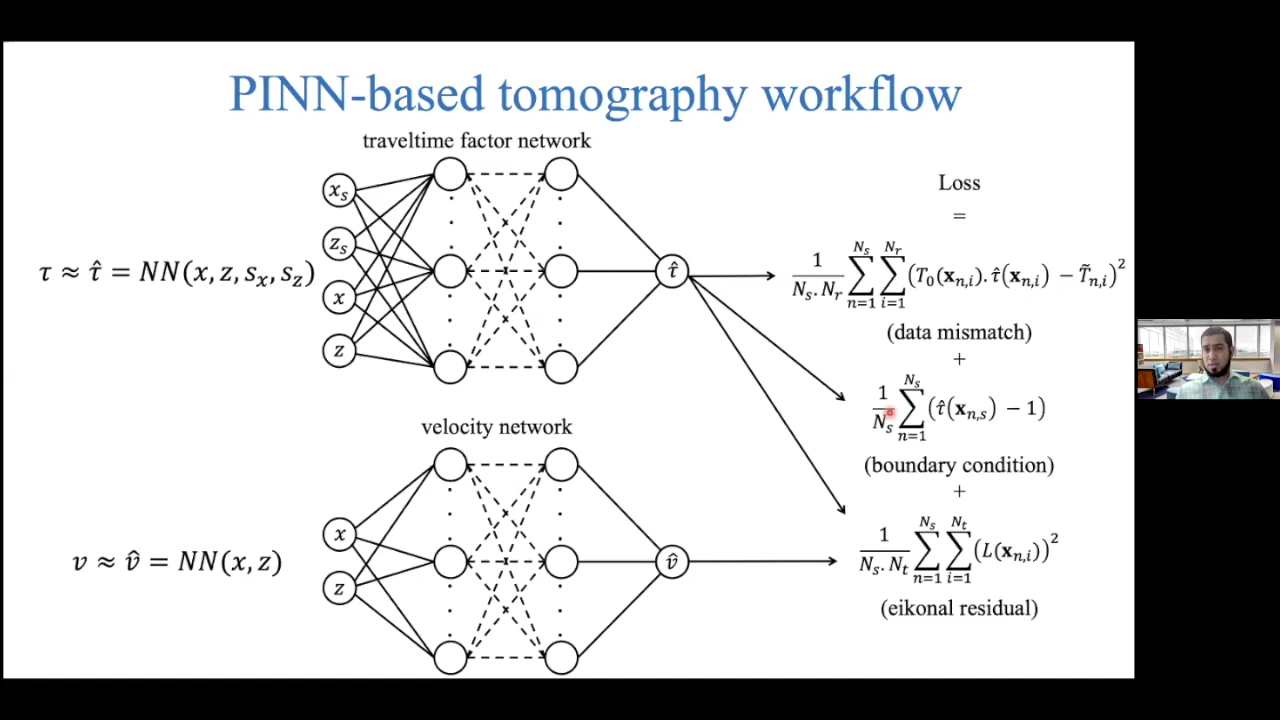 PINN-based tomography workflow
traveltime factor network
τ ≈ τ̂ = NN(x, z, s_x, s_z)
x_s
z_s
x
z
τ̂
velocity network
v ≈ v̂ = NN(x, z)
x
z
v̂
Loss
=
1/(N_s.N_r) ∑_{n=1}^{N_s} ∑_{i=1}^{N_r} (T_0(𝐱_{n,i}).τ̂(𝐱_{n,i}) − T̃_{n,i})^2
(data mismatch)
+
1/N_s ∑_{n=1}^{N_s} (τ̂(𝐱_{n,s}) − 1)
(boundary condition)
+
1/(N_s.N_t) ∑_{n=1}^{N_s} ∑_{i=1}^{N_t} (L(𝐱_{n,i}))^2
(eikonal residual)